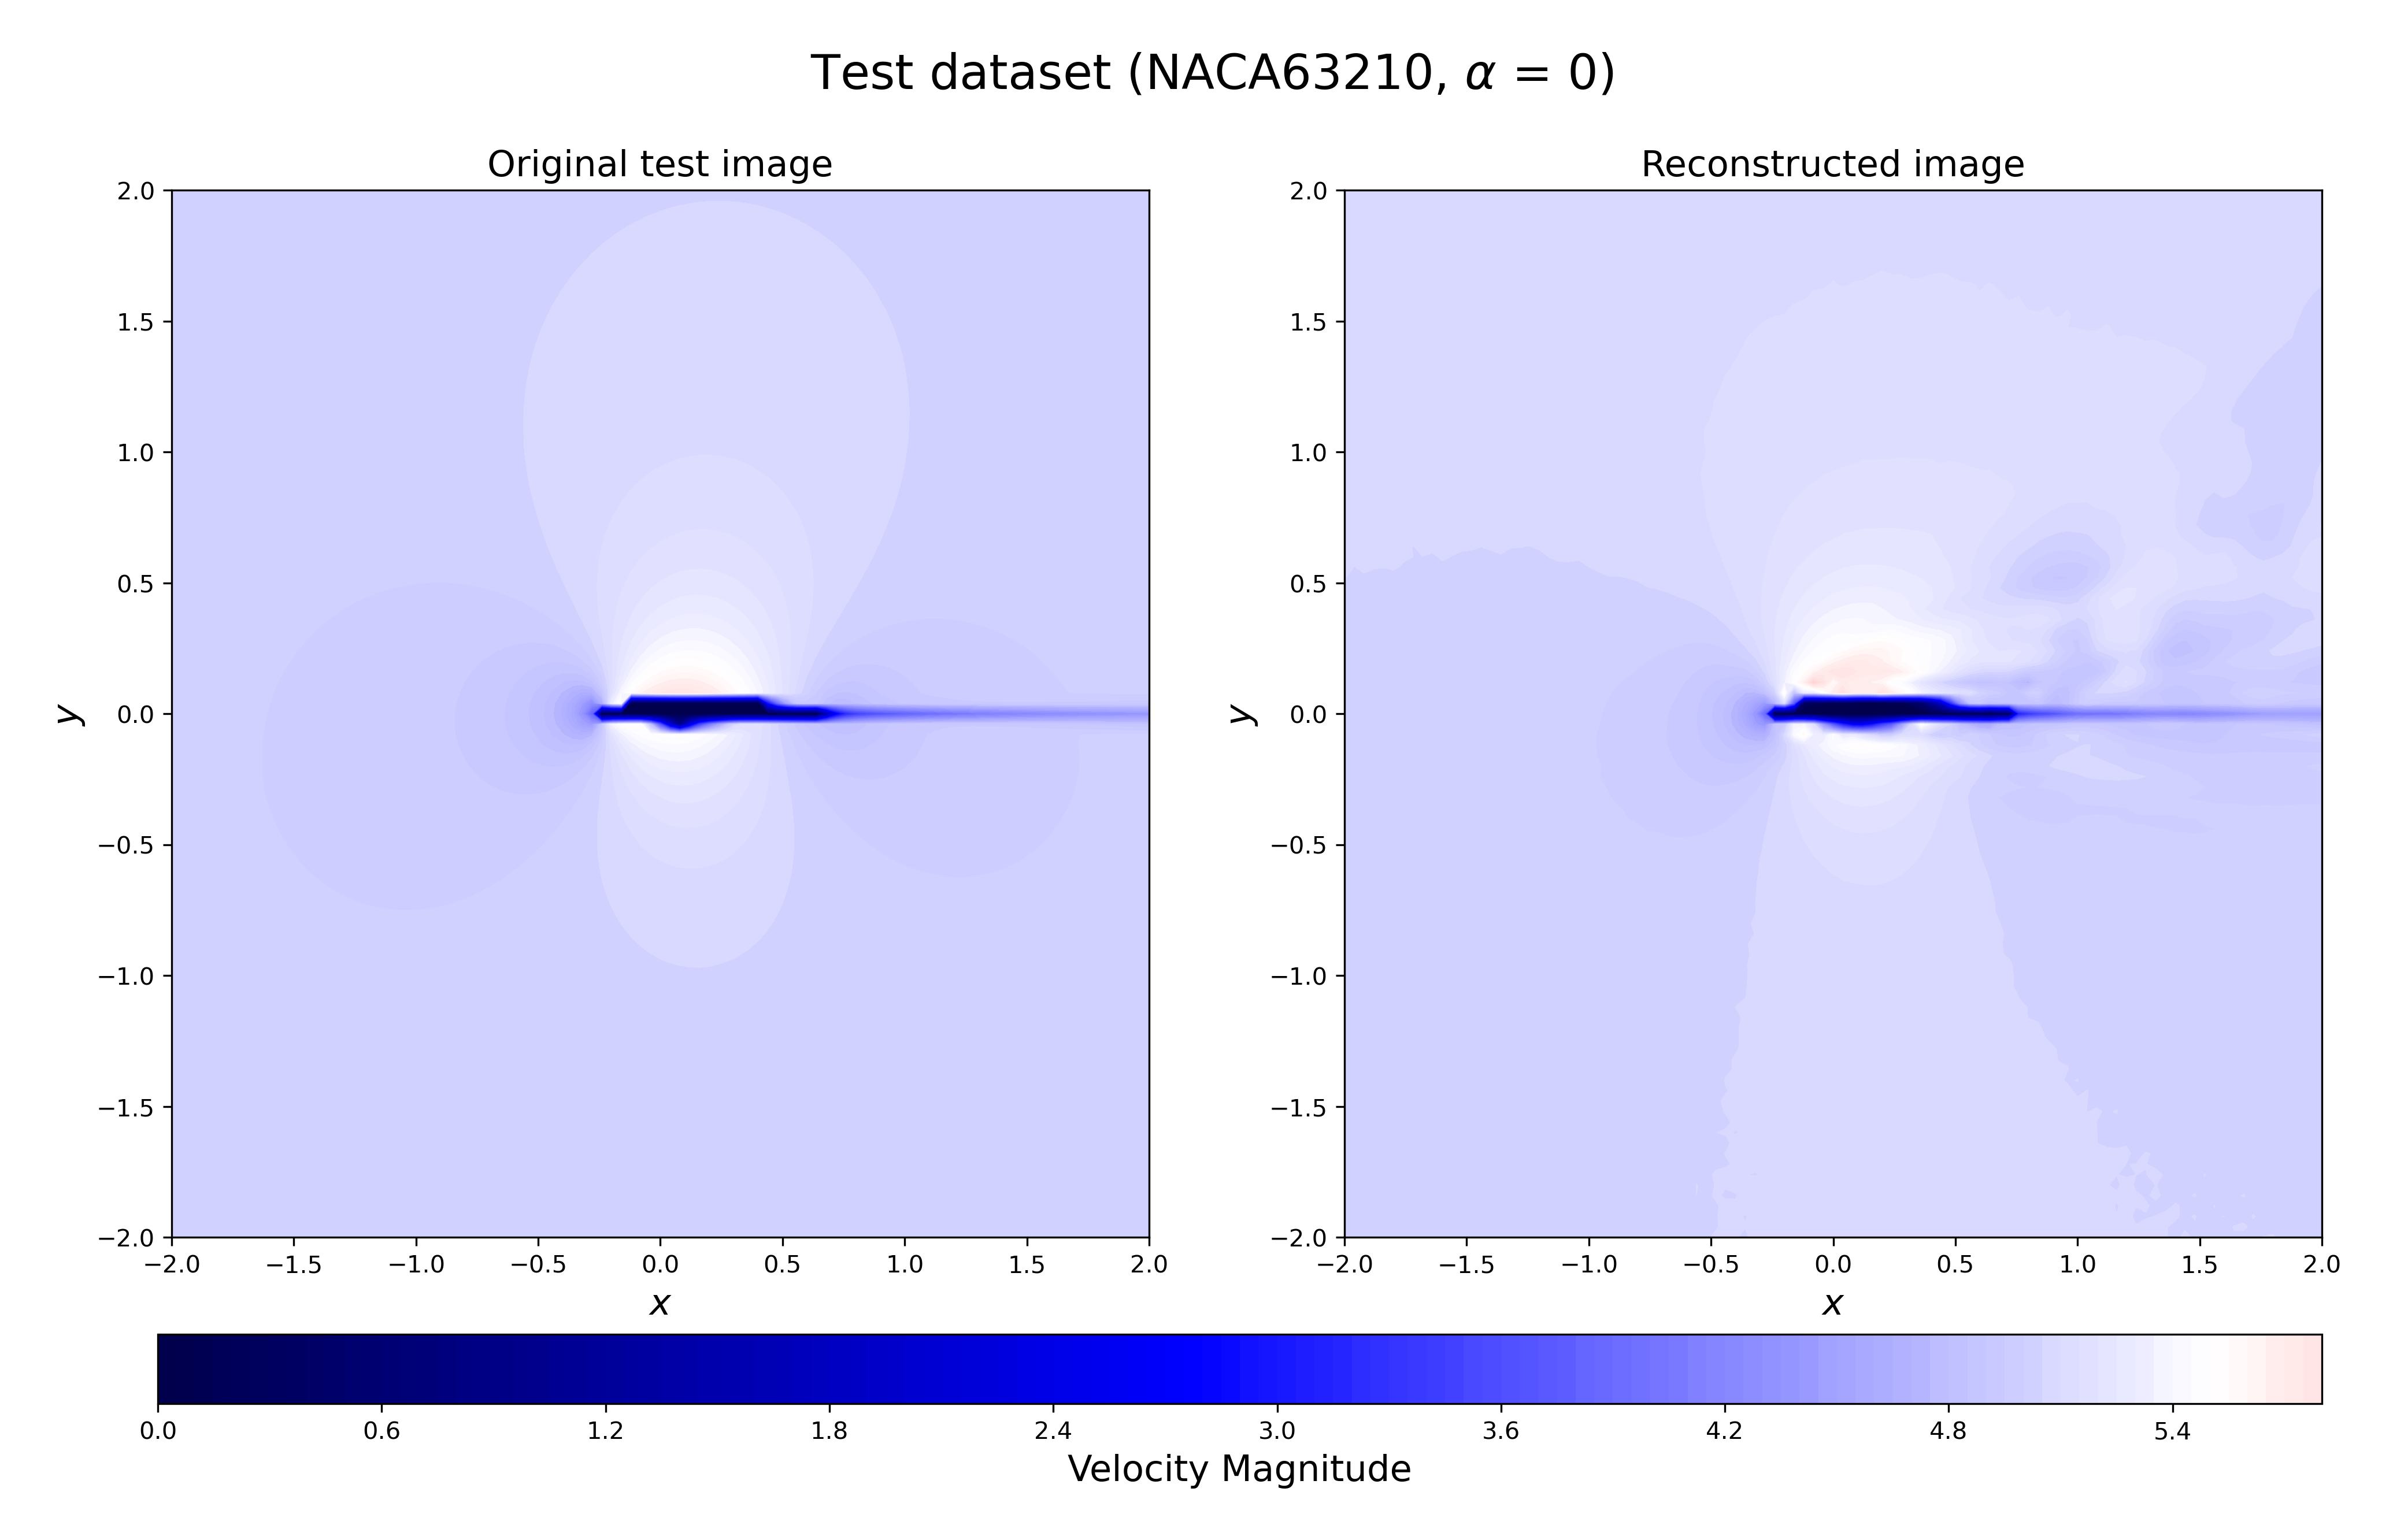 Test dataset (NACA63210, α = 0)
Original test image
Reconstructed image
2.0
1.5
1.0
0.5
0.0
−0.5
−1.0
−1.5
−2.0
y
−2.0 −1.5 −1.0 −0.5 0.0 0.5 1.0 1.5 2.0
x
2.0
1.5
1.0
0.5
0.0
−0.5
−1.0
−1.5
−2.0
y
−2.0 −1.5 −1.0 −0.5 0.0 0.5 1.0 1.5 2.0
x
0.0 0.6 1.2 1.8 2.4 3.0 3.6 4.2 4.8 5.4
Velocity Magnitude